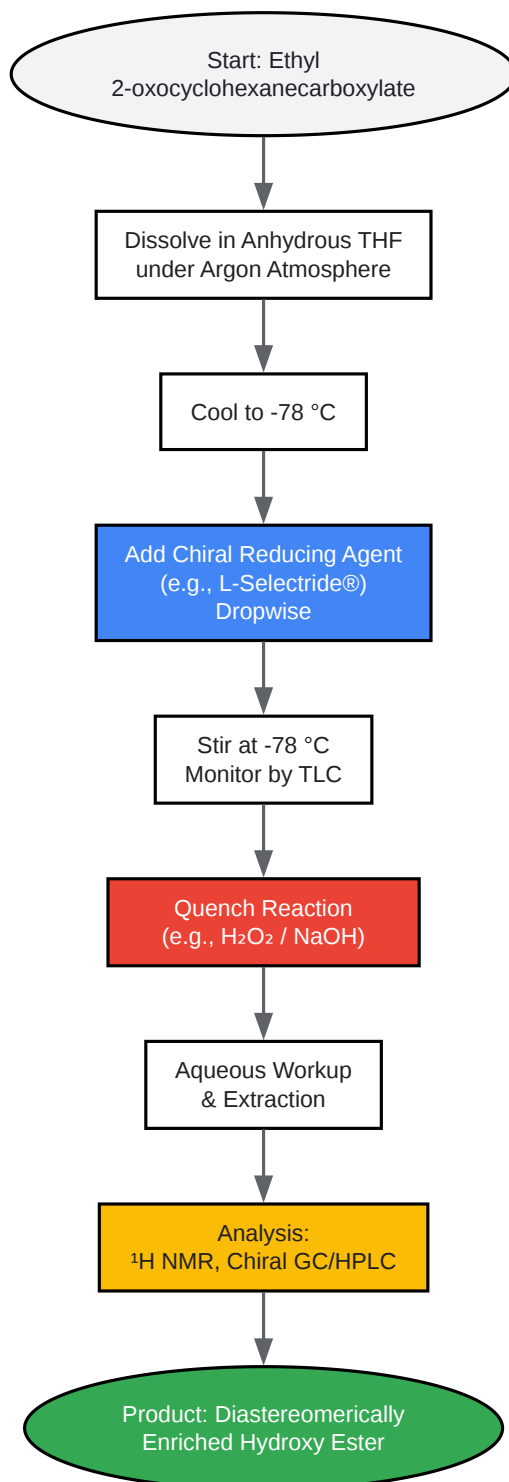 Start: Ethyl
2-oxocyclohexanecarboxylate
Dissolve in Anhydrous THF
under Argon Atmosphere
Cool to -78 °C
Add Chiral Reducing Agent
(e.g., L-Selectride®)
Dropwise
Stir at -78 °C
Monitor by TLC
Quench Reaction
(e.g., H₂O₂ / NaOH)
Aqueous Workup
& Extraction
Analysis:
¹H NMR, Chiral GC/HPLC
Product: Diastereomerically
Enriched Hydroxy Ester